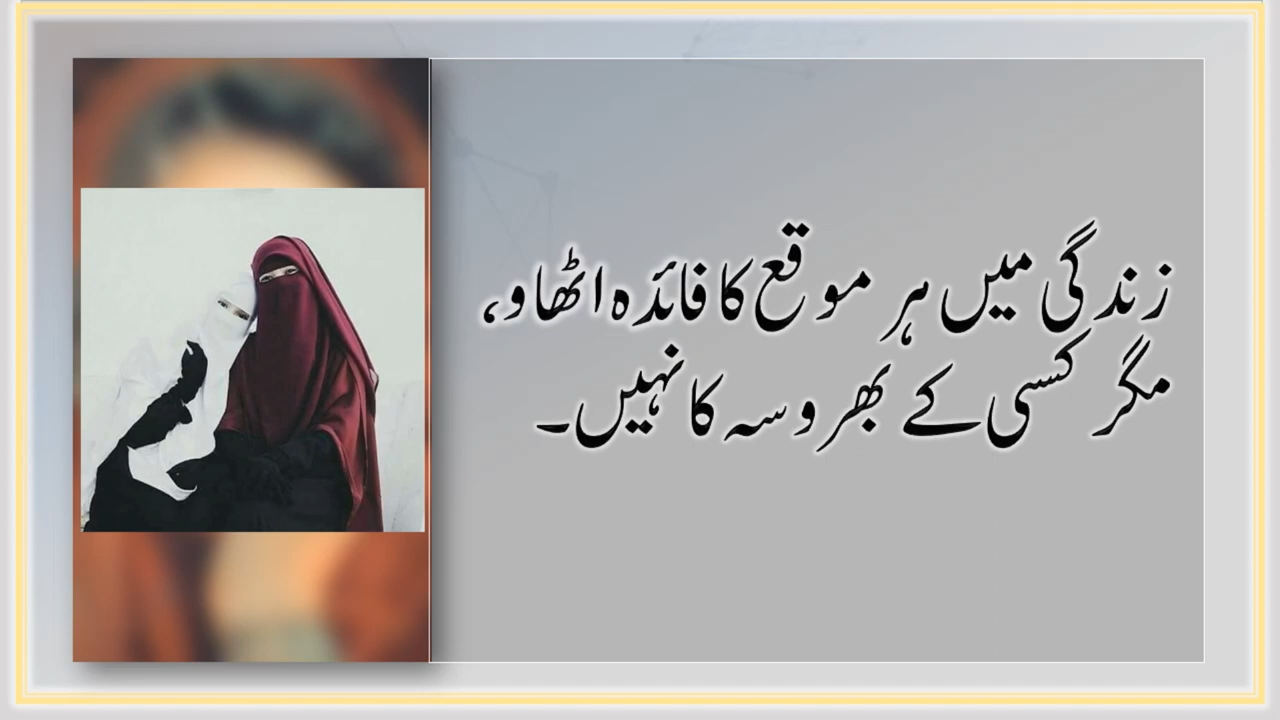 زندگی میں ہر موقع کا فائدہ اٹھاو،
مگر کسی کے بھروسہ کا نہیں۔